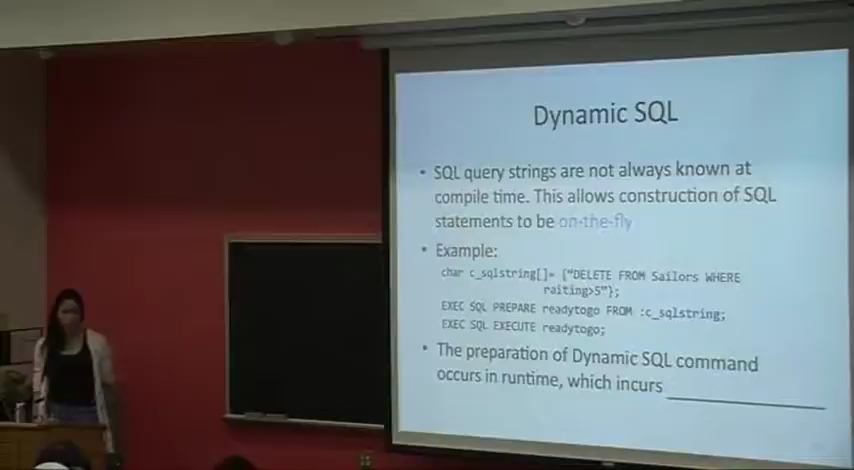 Dynamic SQL
• SQL query strings are not always known at
compile time. This allows construction of SQL
statements to be on-the-fly
• Example:
char c_sqlstring[]= {"DELETE FROM Sailors WHERE
raiting>5"};
EXEC SQL PREPARE readytogo FROM :c_sqlstring;
EXEC SQL EXECUTE readytogo;
• The preparation of Dynamic SQL command
occurs in runtime, which incurs ____________